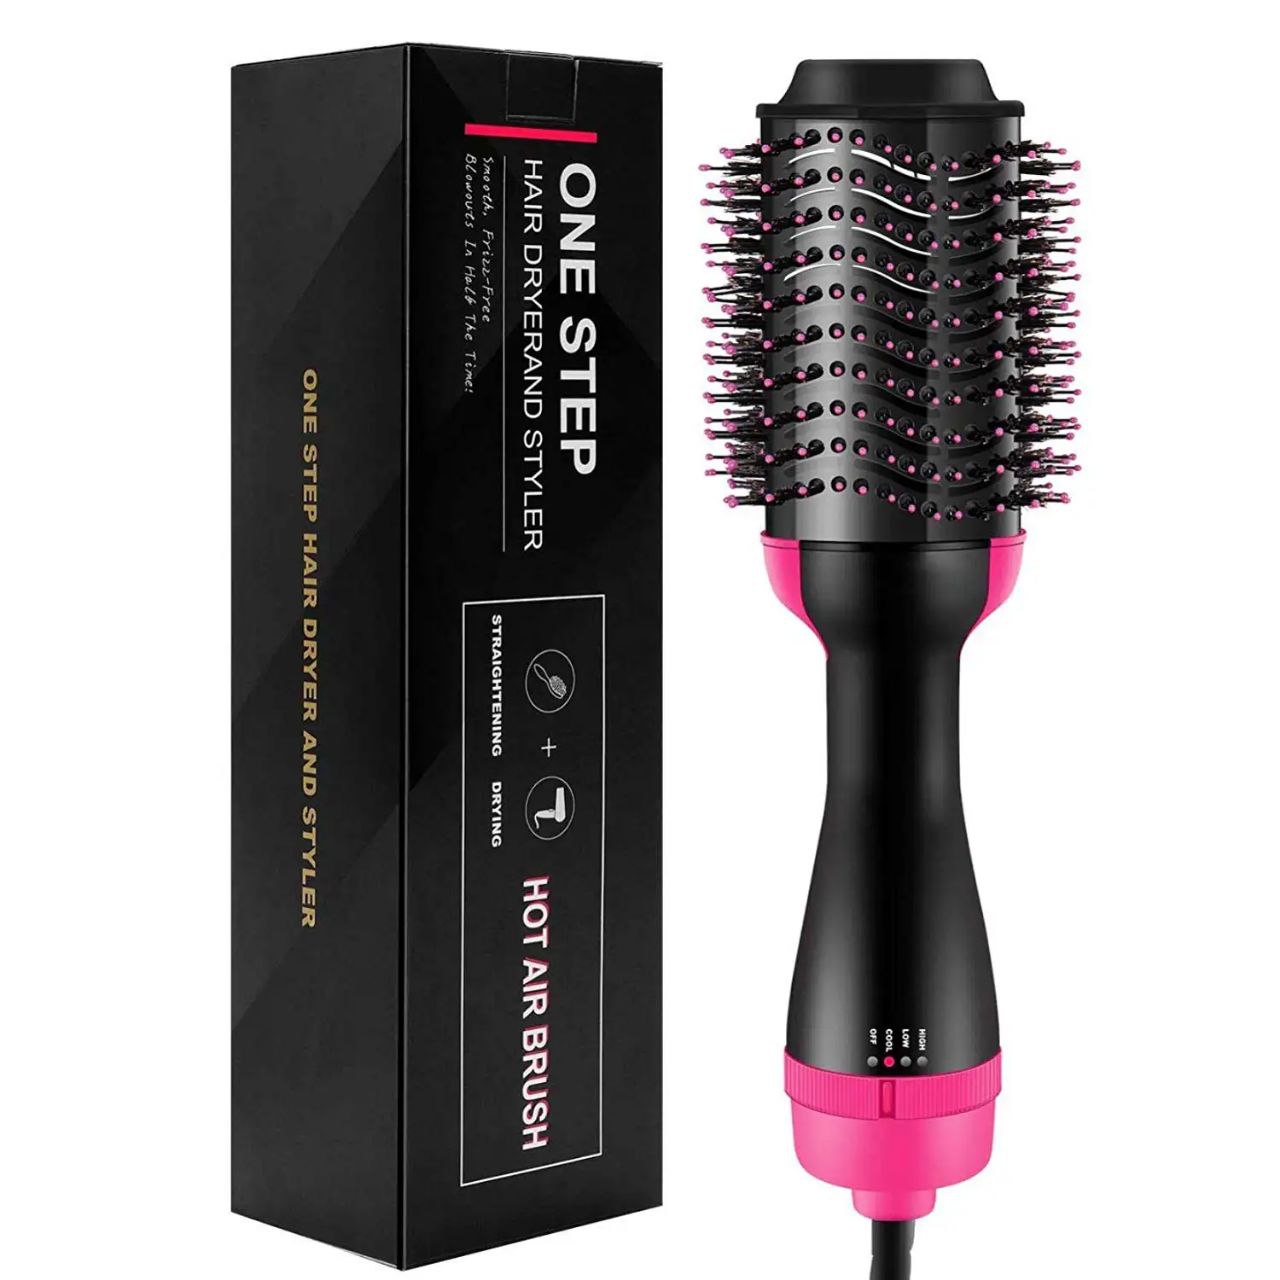 ONE STEP
HAIR DRYERAND STYLER
Smooth, Frizz-Free
Blowouts In Half The Time!
STRAIGHTENING
+
DRYING
HOT AIR BRUSH
ONE STEP HAIR DRYER AND STYLER
OFF
COOL
LOW
HIGH